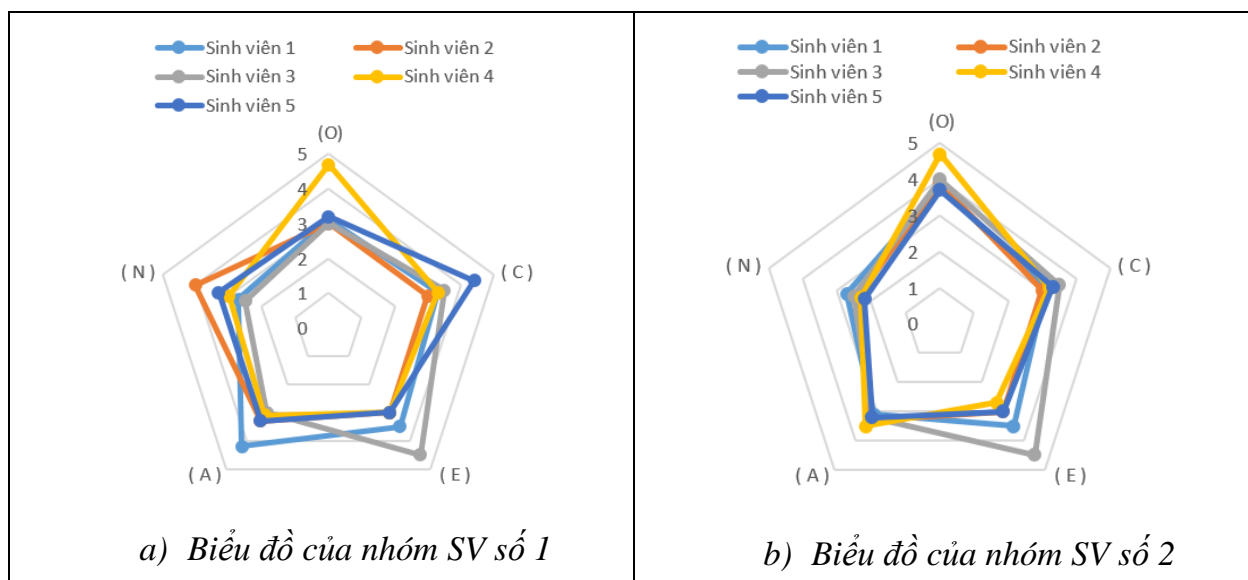 Sinh viên 1 Sinh viên 2
Sinh viên 3 Sinh viên 4
Sinh viên 5
(O)
5
4
3
2
1
0
( N )
( C )
( A )
( E )
a) Biểu đồ của nhóm SV số 1
Sinh viên 1 Sinh viên 2
Sinh viên 3 Sinh viên 4
Sinh viên 5
(O)
5
4
3
2
1
0
( N )
( C )
( A )
( E )
b) Biểu đồ của nhóm SV số 2